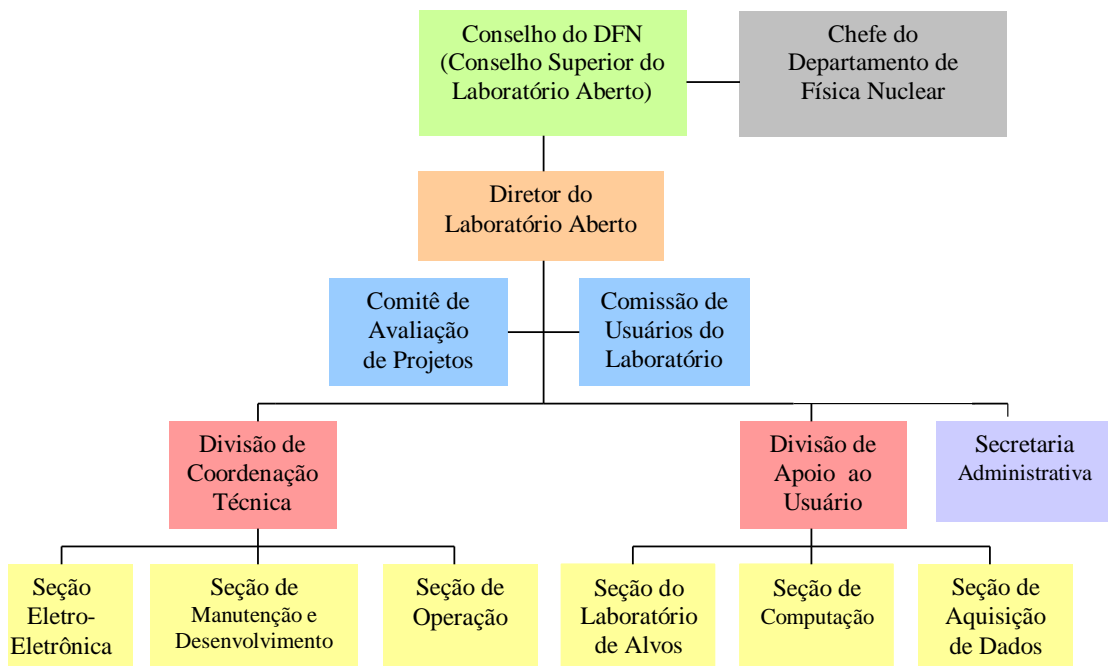 Conselho do DFN
(Conselho Superior do
Laboratório Aberto)
Chefe do
Departamento de
Física Nuclear
Diretor do
Laboratório Aberto
Comitê de
Avaliação
de Projetos
Comissão de
Usuários do
Laboratório
Divisão de
Coordenação
Técnica
Divisão de
Apoio ao
Usuário
Secretaria
Administrativa
Seção
Eletro-
Eletrônica
Seção de
Manutenção e
Desenvolvimento
Seção de
Operação
Seção do
Laboratório
de Alvos
Seção de
Computação
Seção de
Aquisição
de Dados